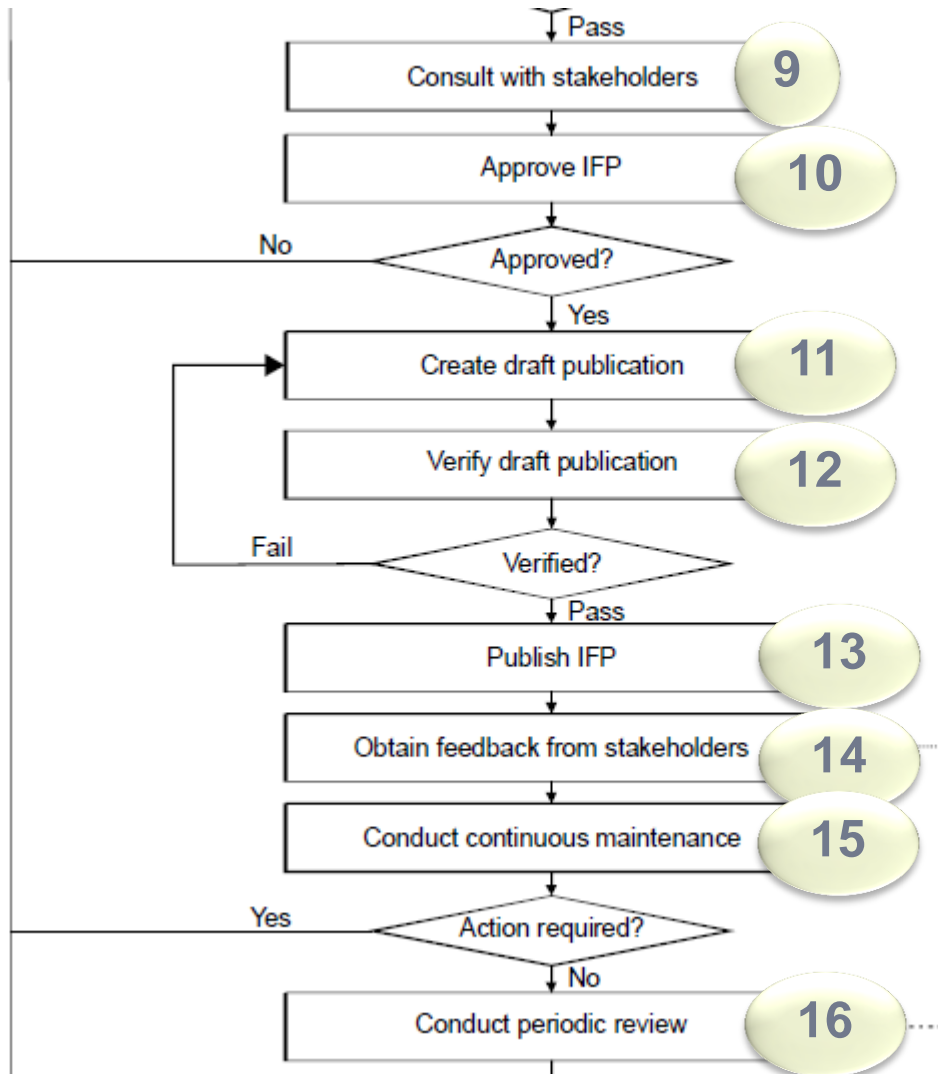 Pass
Consult with stakeholders
9
Approve IFP
10
No
Approved?
Yes
Create draft publication
11
Verify draft publication
12
Fail
Verified?
Pass
Publish IFP
13
Obtain feedback from stakeholders
14
Conduct continuous maintenance
15
Yes
Action required?
No
Conduct periodic review
16